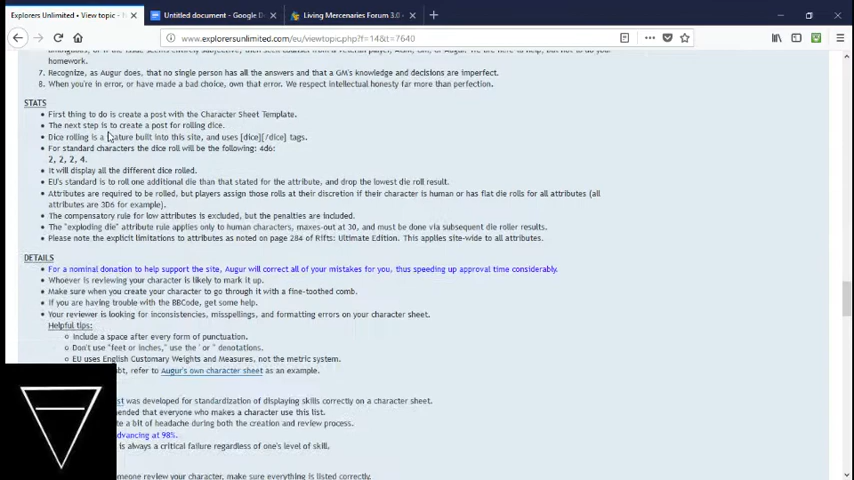 Explorers Unlimited • View topic -
Untitled document - Google D
Living Mercenaries Forum 3.0 -
www.explorersunlimited.com/eu/viewtopic.php?f=14&t=7640
homework.
7. Recognize, as Augur does, that no single person has all the answers and that a GM's knowledge and decisions are imperfect.
8. When you're in error, or have made a bad choice, own that error. We respect intellectual honesty far more than perfection.
STATS
First thing to do is create a post with the Character Sheet Template.
The next step is to create a post for rolling dice.
Dice rolling is a feature built into this site, and uses [dice][/dice] tags.
For standard characters the dice roll will be the following: 4d6:
2, 2, 2, 4.
It will display all the different dice rolled.
EU's standard is to roll one additional die than that stated for the attribute, and drop the lowest die roll result.
Attributes are required to be rolled, but players assign those rolls at their discretion if their character is human or has flat die rolls for all attributes (all
attributes are 3D6 for example).
The compensatory rule for low attributes is excluded, but the penalties are included.
The "exploding die" attribute rule applies only to human characters, maxes-out at 30, and must be done via subsequent die roller results.
Please note the explicit limitations to attributes as noted on page 284 of Rifts: Ultimate Edition. This applies site-wide to all attributes.
DETAILS
For a nominal donation to help support the site, Augur will correct all of your mistakes for you, thus speeding up approval time considerably.
Whoever is reviewing your character is likely to mark it up.
Make sure when you create your character to go through it with a fine-toothed comb.
If you are having trouble with the BBCode, get some help.
Your reviewer is looking for inconsistencies, misspellings, and formatting errors on your character sheet.
Helpful tips:
Include a space after every form of punctuation.
Don't use "feet or inches," use the ' or " denotations.
EU uses English Customary Weights and Measures, not the metric system.
bt, refer to Augur's own character sheet as an example.
st was developed for standardization of displaying skills correctly on a character sheet.
mended that everyone who makes a character use this list.
te a bit of headache during both the creation and review process.
advancing at 98%.
is always a critical failure regardless of one's level of skill.
omeone review your character, make sure everything is listed correctly.